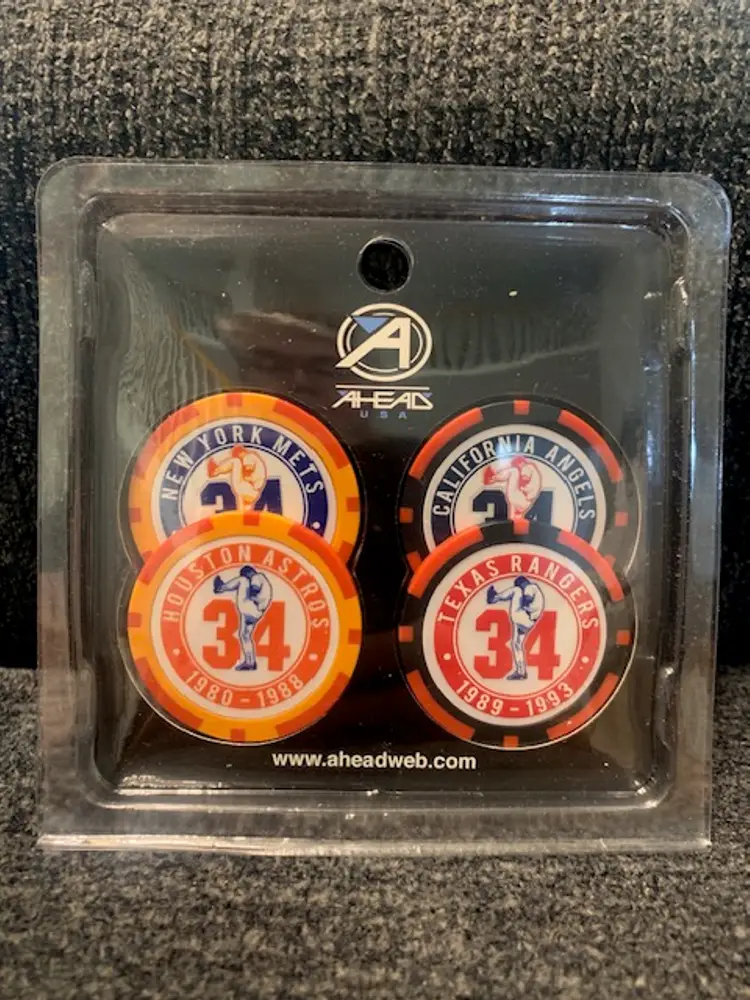 A
AHEAD
USA
NEW YORK METS
34
CALIFORNIA ANGELS
34
HOUSTON ASTROS
34
1980 - 1988
TEXAS RANGERS
34
1989 - 1993
www.aheadweb.com